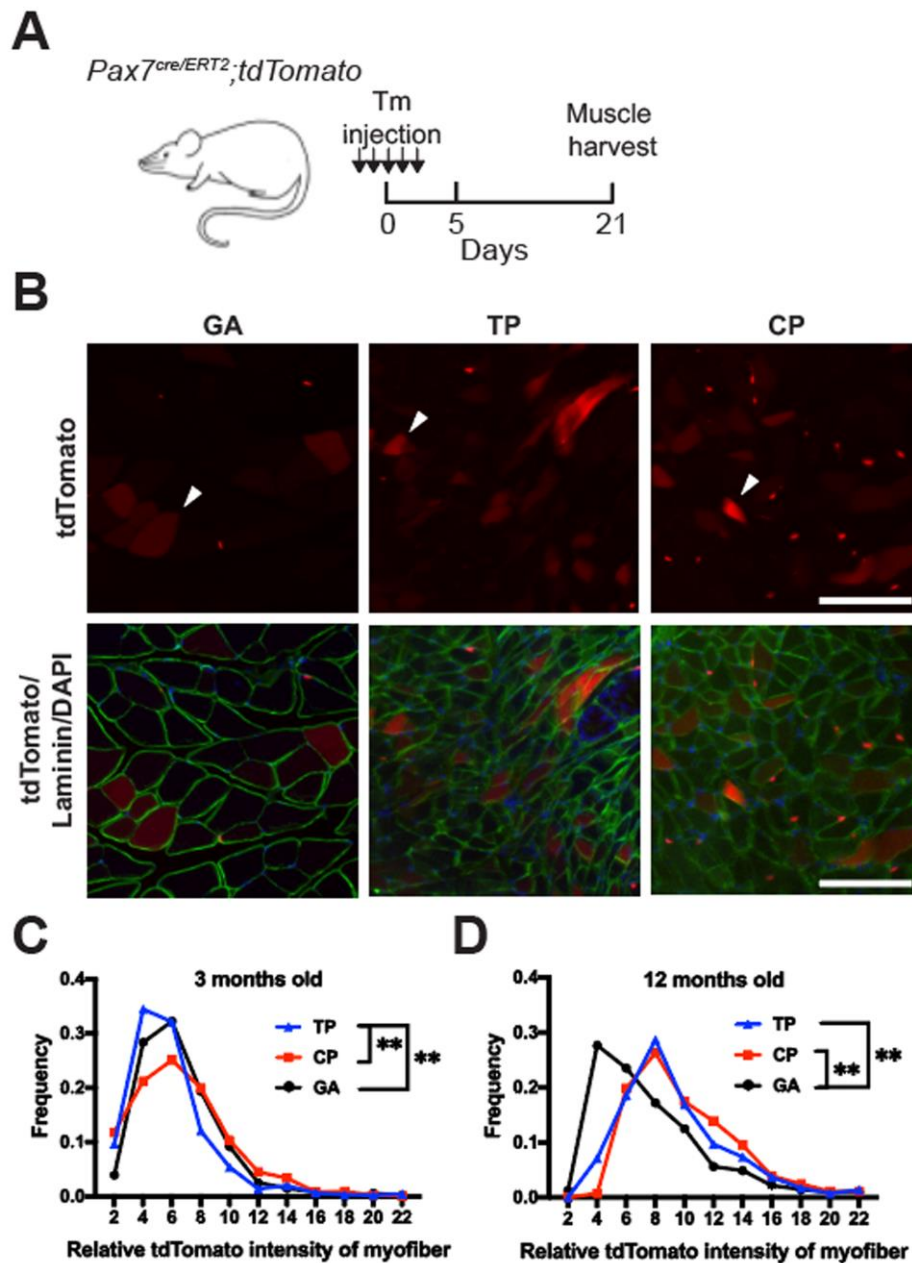 A
Pax7cre/ERT2;tdTomato
Tm
injection
Muscle
harvest
0 5 21
Days
B
GA TP CP
tdTomato
tdTomato/
Laminin/DAPI
C
3 months old
0.4
0.3
0.2
0.1
0.0
Frequency
TP
CP
GA
**
**
2 4 6 8 10 12 14 16 18 20 22
Relative tdTomato intensity of myofiber
D
12 months old
0.4
0.3
0.2
0.1
0.0
Frequency
TP
CP
GA
**
**
2 4 6 8 10 12 14 16 18 20 22
Relative tdTomato intensity of myofiber